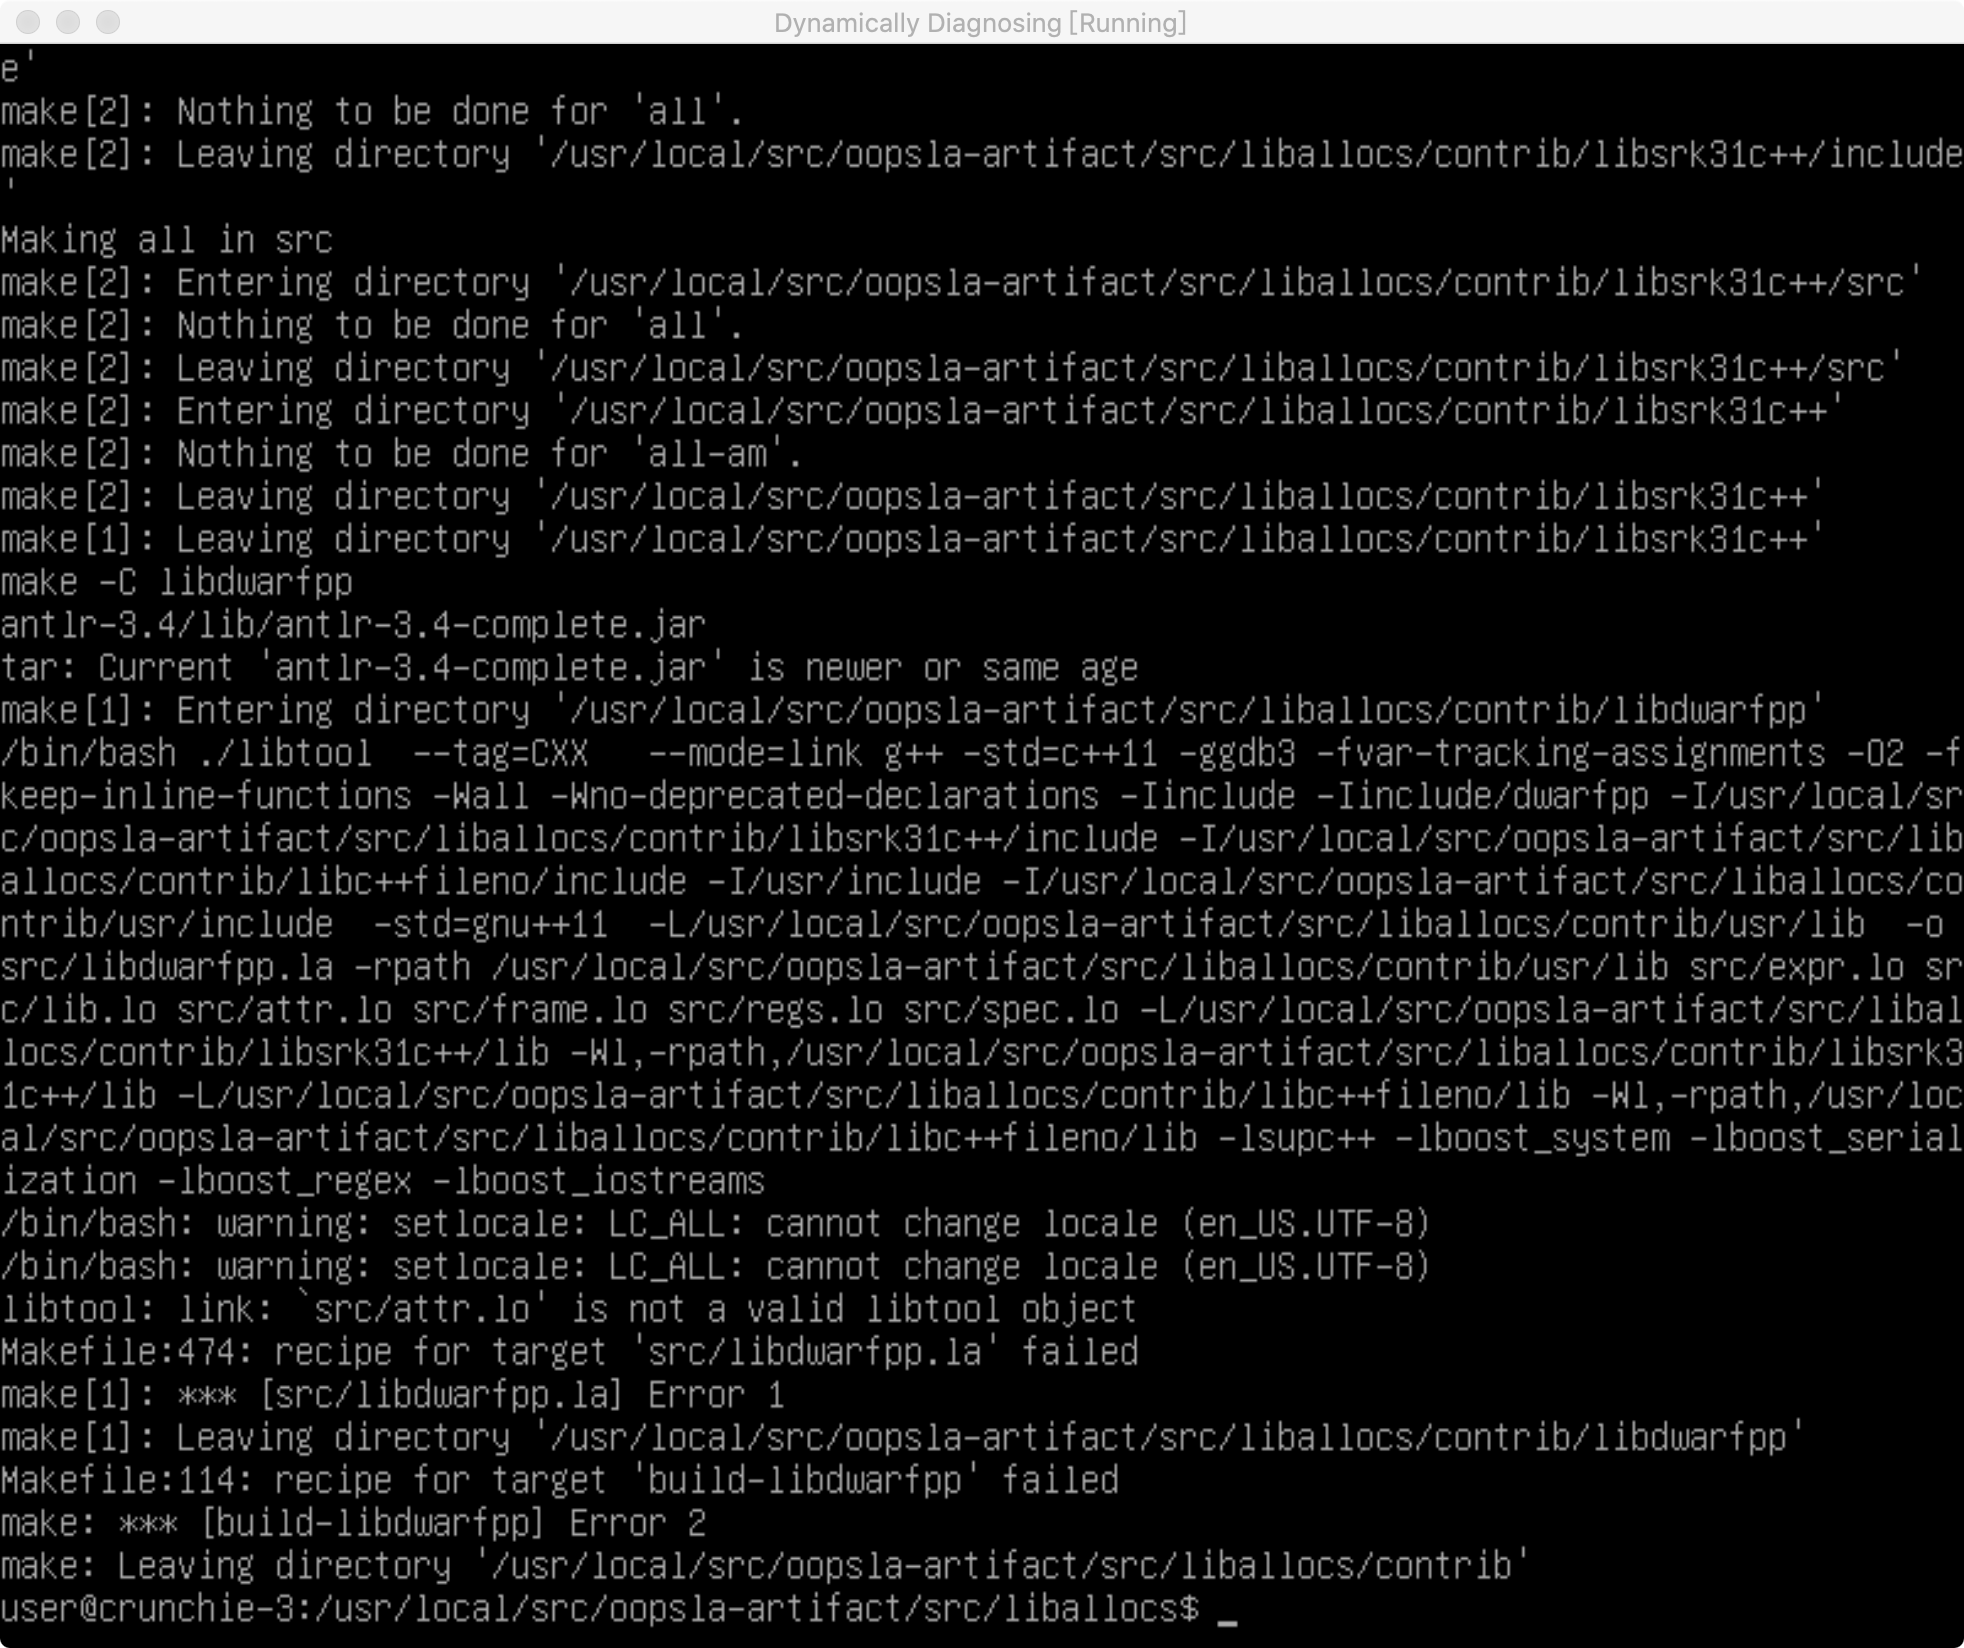 Dynamically Diagnosing [Running]
e'
make[2]: Nothing to be done for 'all'.
make[2]: Leaving directory '/usr/local/src/oopsla-artifact/src/liballocs/contrib/libsrk31c++/include
'
Making all in src
make[2]: Entering directory '/usr/local/src/oopsla-artifact/src/liballocs/contrib/libsrk31c++/src'
make[2]: Nothing to be done for 'all'.
make[2]: Leaving directory '/usr/local/src/oopsla-artifact/src/liballocs/contrib/libsrk31c++/src'
make[2]: Entering directory '/usr/local/src/oopsla-artifact/src/liballocs/contrib/libsrk31c++'
make[2]: Nothing to be done for 'all-am'.
make[2]: Leaving directory '/usr/local/src/oopsla-artifact/src/liballocs/contrib/libsrk31c++'
make[1]: Leaving directory '/usr/local/src/oopsla-artifact/src/liballocs/contrib/libsrk31c++'
make -C libdwarfpp
antlr-3.4/lib/antlr-3.4-complete.jar
tar: Current 'antlr-3.4-complete.jar' is newer or same age
make[1]: Entering directory '/usr/local/src/oopsla-artifact/src/liballocs/contrib/libdwarfpp'
/bin/bash ./libtool  --tag=CXX   --mode=link g++ -std=c++11 -ggdb3 -fvar-tracking-assignments -O2 -f
keep-inline-functions -Wall -Wno-deprecated-declarations -Iinclude -Iinclude/dwarfpp -I/usr/local/sr
c/oopsla-artifact/src/liballocs/contrib/libsrk31c++/include -I/usr/local/src/oopsla-artifact/src/lib
allocs/contrib/libc++fileno/include -I/usr/include -I/usr/local/src/oopsla-artifact/src/liballocs/co
ntrib/usr/include  -std=gnu++11  -L/usr/local/src/oopsla-artifact/src/liballocs/contrib/usr/lib  -o
src/libdwarfpp.la -rpath /usr/local/src/oopsla-artifact/src/liballocs/contrib/usr/lib src/expr.lo sr
c/lib.lo src/attr.lo src/frame.lo src/regs.lo src/spec.lo -L/usr/local/src/oopsla-artifact/src/libal
locs/contrib/libsrk31c++/lib -Wl,-rpath,/usr/local/src/oopsla-artifact/src/liballocs/contrib/libsrk3
1c++/lib -L/usr/local/src/oopsla-artifact/src/liballocs/contrib/libc++fileno/lib -Wl,-rpath,/usr/loc
al/src/oopsla-artifact/src/liballocs/contrib/libc++fileno/lib -lsupc++ -lboost_system -lboost_serial
ization -lboost_regex -lboost_iostreams
/bin/bash: warning: setlocale: LC_ALL: cannot change locale (en_US.UTF-8)
/bin/bash: warning: setlocale: LC_ALL: cannot change locale (en_US.UTF-8)
libtool: link: `src/attr.lo' is not a valid libtool object
Makefile:474: recipe for target 'src/libdwarfpp.la' failed
make[1]: *** [src/libdwarfpp.la] Error 1
make[1]: Leaving directory '/usr/local/src/oopsla-artifact/src/liballocs/contrib/libdwarfpp'
Makefile:114: recipe for target 'build-libdwarfpp' failed
make: *** [build-libdwarfpp] Error 2
make: Leaving directory '/usr/local/src/oopsla-artifact/src/liballocs/contrib'
user@crunchie-3:/usr/local/src/oopsla-artifact/src/liballocs$ _